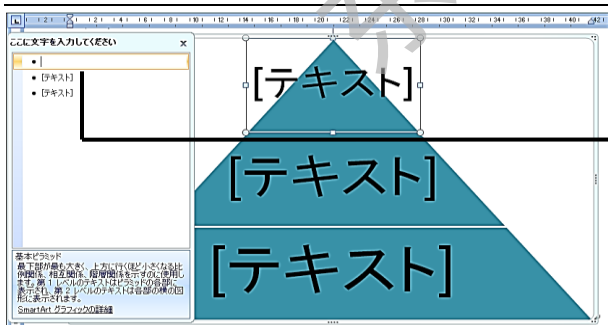 ここに文字を入力してください x
[テキスト]
[テキスト]
[テキスト]
[テキスト]
[テキスト]
基本ピラミッド
最下部が最も大きく、上方に行くほど小さくなる比
例関係、相互関係、階層関係を示すのに使用し
ます。第 1 レベルのテキストはピラミッドの各部に
表示され、第 2 レベルのテキストは各部の横の図
形に表示されます。
SmartArt グラフィックの詳細